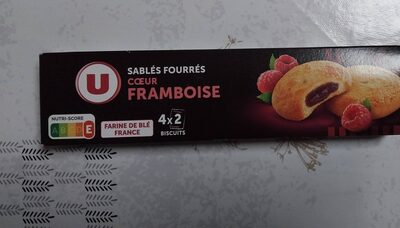 U
SABLÉS FOURRÉS
CŒUR
FRAMBOISE
NUTRI-SCORE
A B C D E
FARINE DE BLÉ
FRANCE
4x2
BISCUITS